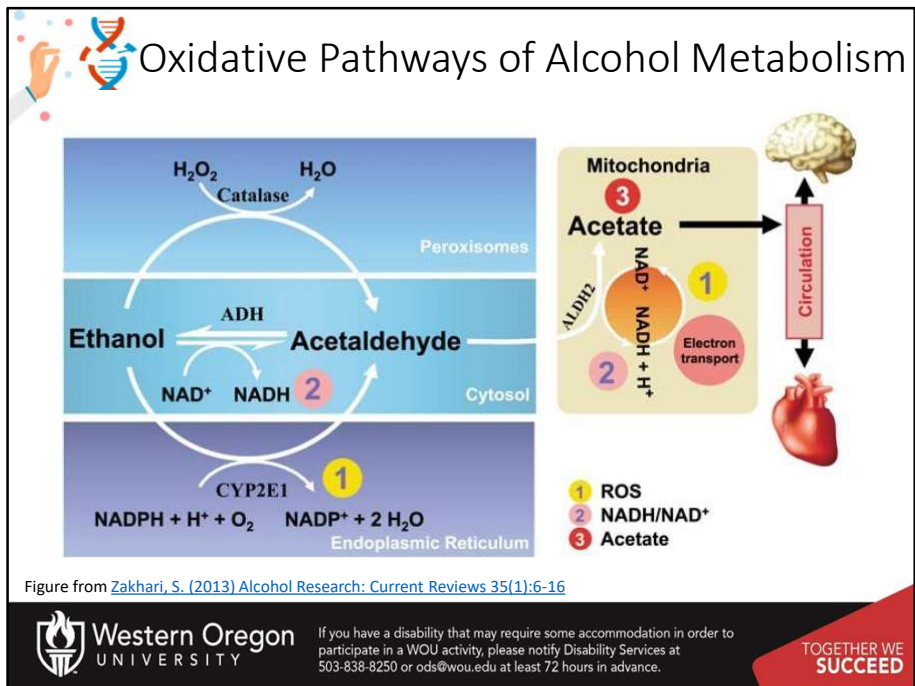 Oxidative Pathways of Alcohol Metabolism
H₂O₂ H₂O
Catalase
Peroxisomes
ADH
Ethanol Acetaldehyde
NAD⁺ NADH 2
Cytosol
1
CYP2E1
NADPH + H⁺ + O₂ NADP⁺ + 2 H₂O
Endoplasmic Reticulum
Mitochondria
3
Acetate
ALDH2
NAD⁺ NADH + H⁺
1
2
Electron
transport
Circulation
1 ROS
2 NADH/NAD⁺
3 Acetate
Figure from Zakhari, S. (2013) Alcohol Research: Current Reviews 35(1):6-16
Western Oregon
UNIVERSITY
If you have a disability that may require some accommodation in order to
participate in a WOU activity, please notify Disability Services at
503-838-8250 or ods@wou.edu at least 72 hours in advance.
TOGETHER WE
SUCCEED